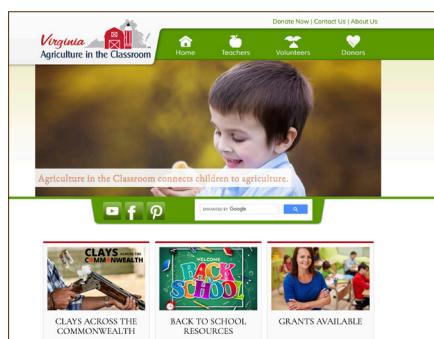 Donate Now | Contact Us | About Us
Virginia
Agriculture in the Classroom
Home Teachers Volunteers Donors
Agriculture in the Classroom connects children to agriculture.
ENHANCED BY Google
CLAYS ACROSS THE
COMMONWEALTH
WELCOME
BACK
TO
SCHOOL
CLAYS ACROSS THE
COMMONWEALTH
BACK TO SCHOOL
RESOURCES
GRANTS AVAILABLE